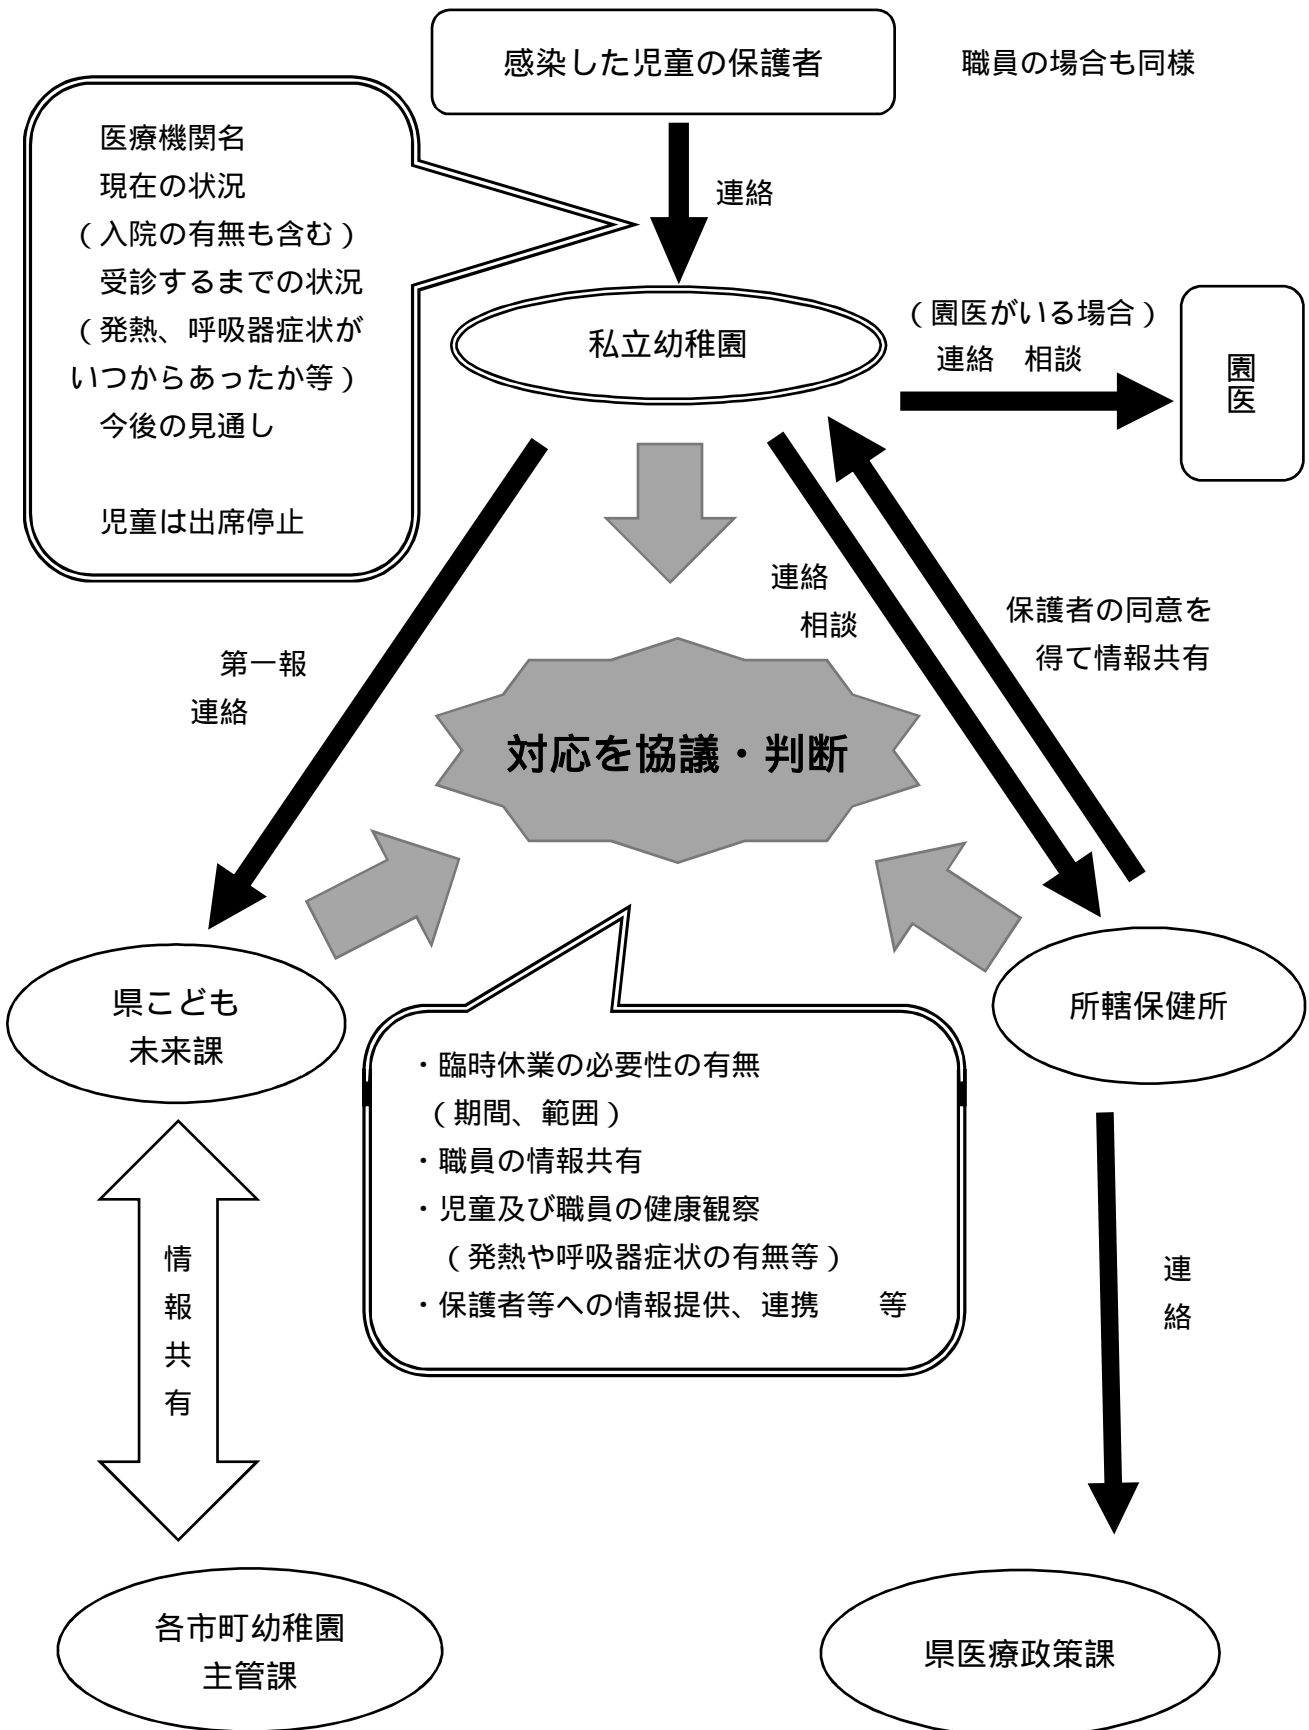 感染した児童の保護者
職員の場合も同様
医療機関名
現在の状況
（入院の有無も含む）
受診するまでの状況
（発熱、呼吸器症状が
いつからあったか等）
今後の見通し
児童は出席停止
連絡
私立幼稚園
（園医がいる場合）
連絡　相談
園医
第一報
連絡
連絡
相談
保護者の同意を
得て情報共有
対応を協議・判断
県こども
未来課
所轄保健所
・臨時休業の必要性の有無
（期間、範囲）
・職員の情報共有
・児童及び職員の健康観察
（発熱や呼吸器症状の有無等）
・保護者等への情報提供、連携　　等
情報共有
連絡
各市町幼稚園
主管課
県医療政策課